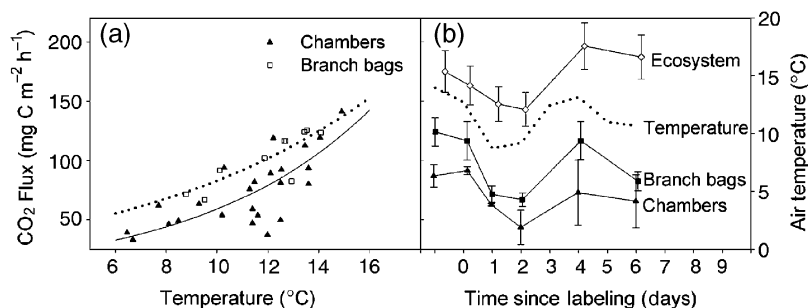 (a)
(b)
Chambers
Branch bags
200
150
100
50
CO₂ Flux (mg C m⁻² h⁻¹)
6 8 10 12 14 16
Temperature (°C)
Ecosystem
Temperature
Branch bags
Chambers
20
15
10
5
0
Air temperature (°C)
0 1 2 4 5 6 7 8 9
Time since labeling (days)